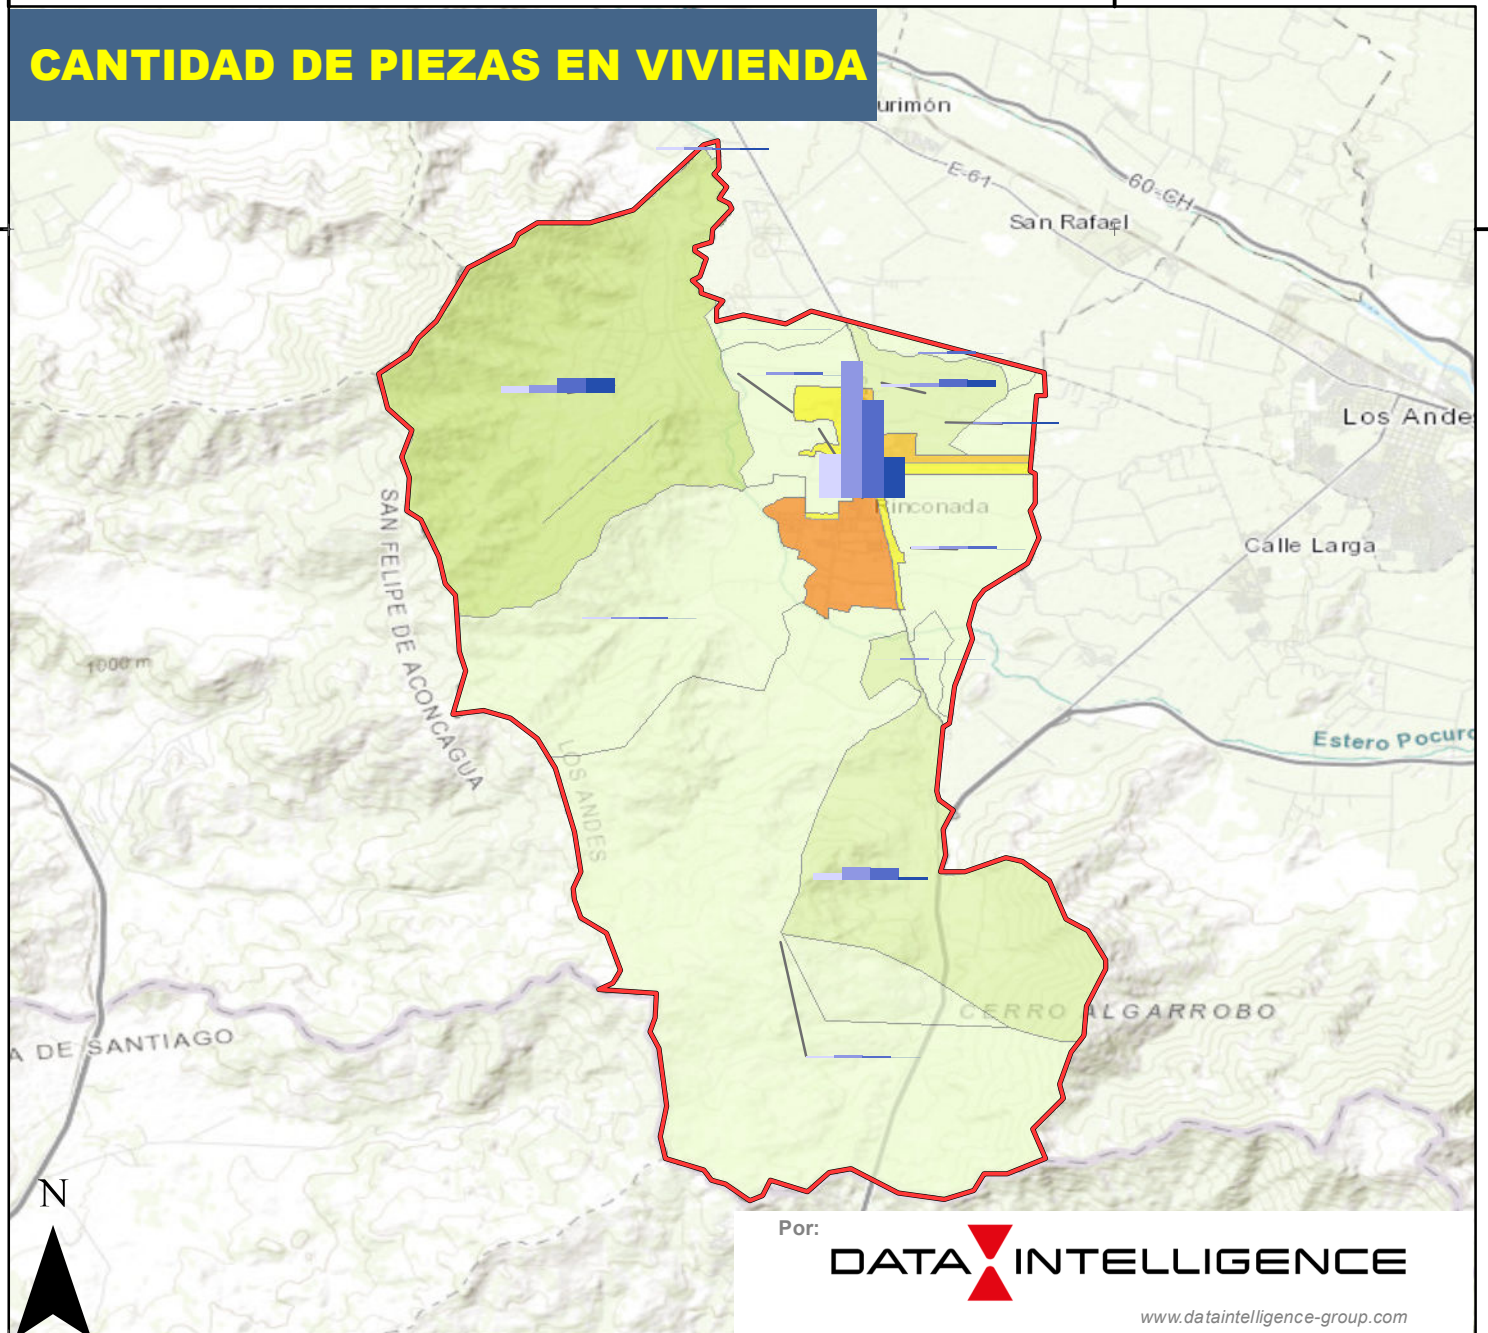 CANTIDAD DE PIEZAS EN VIVIENDA
urimón
E-61
60-CH
San Rafael
Los Ande
Rinconada
Calle Larga
SAN FELIPE DE ACONCAGUA
1000 m
Estero Pocuro
LOS ANDES
CERRO ALGARROBO
A DE SANTIAGO
N
Por:
DATA INTELLIGENCE
www.dataintelligence-group.com